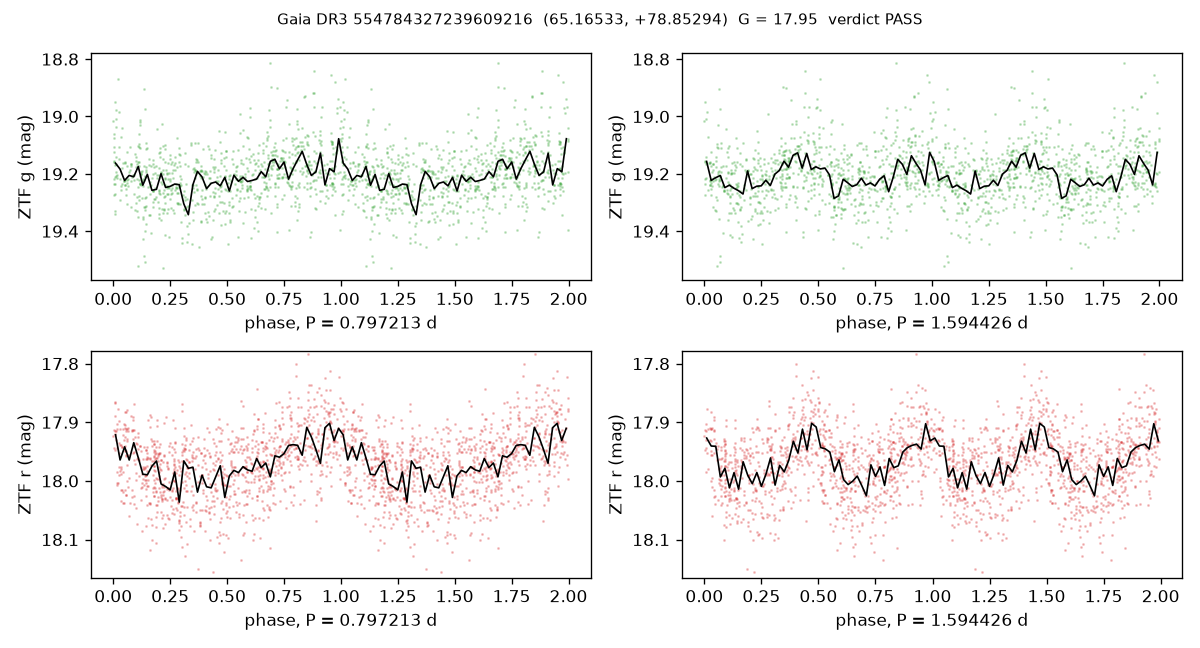 Gaia DR3 554784327239609216 (65.16533, +78.85294) G = 17.95 verdict PASS
ZTF g (mag)
18.8
19.0
19.2
19.4
0.00 0.25 0.50 0.75 1.00 1.25 1.50 1.75 2.00
phase, P = 0.797213 d
ZTF g (mag)
18.8
19.0
19.2
19.4
0.00 0.25 0.50 0.75 1.00 1.25 1.50 1.75 2.00
phase, P = 1.594426 d
ZTF r (mag)
17.8
17.9
18.0
18.1
0.00 0.25 0.50 0.75 1.00 1.25 1.50 1.75 2.00
phase, P = 0.797213 d
ZTF r (mag)
17.8
17.9
18.0
18.1
0.00 0.25 0.50 0.75 1.00 1.25 1.50 1.75 2.00
phase, P = 1.594426 d